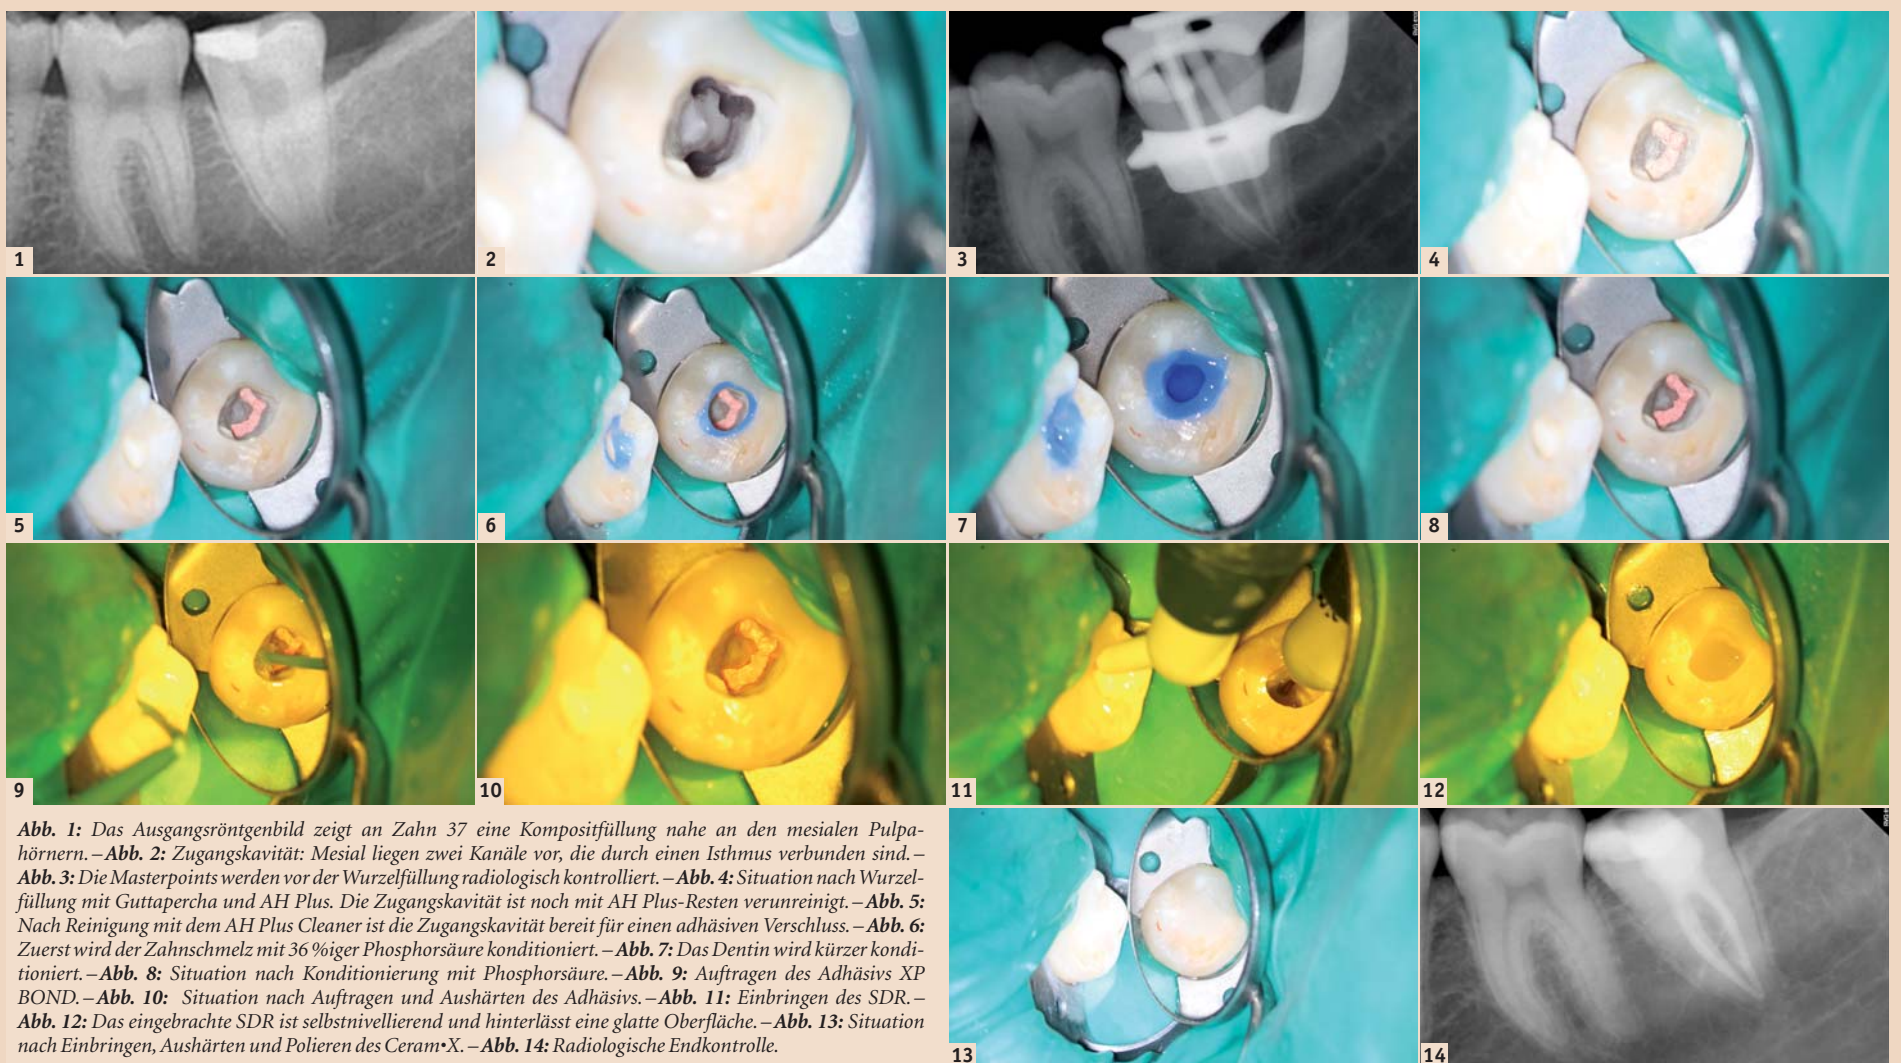 1
2
3
4
5
6
7
8
9
10
11
12
Abb. 1: Das Ausgangsröntgenbild zeigt an Zahn 37 eine Kompositfüllung nahe an den mesialen Pulpa-
hörnern. – Abb. 2: Zugangskavität: Mesial liegen zwei Kanäle vor, die durch einen Isthmus verbunden sind. –
Abb. 3: Die Masterpoints werden vor der Wurzelfüllung radiologisch kontrolliert. – Abb. 4: Situation nach Wurzel-
füllung mit Guttapercha und AH Plus. Die Zugangskavität ist noch mit AH Plus-Resten verunreinigt. – Abb. 5:
Nach Reinigung mit dem AH Plus Cleaner ist die Zugangskavität bereit für einen adhäsiven Verschluss. – Abb. 6:
Zuerst wird der Zahnschmelz mit 36 %iger Phosphorsäure konditioniert. – Abb. 7: Das Dentin wird kürzer kondi-
tioniert. – Abb. 8: Situation nach Konditionierung mit Phosphorsäure. – Abb. 9: Auftragen des Adhäsivs XP
BOND. – Abb. 10: Situation nach Auftragen und Aushärten des Adhäsivs. – Abb. 11: Einbringen des SDR. –
Abb. 12: Das eingebrachte SDR ist selbstnivellierend und hinterlässt eine glatte Oberfläche. – Abb. 13: Situation
nach Einbringen, Aushärten und Polieren des Ceram•X. – Abb. 14: Radiologische Endkontrolle.
13
14